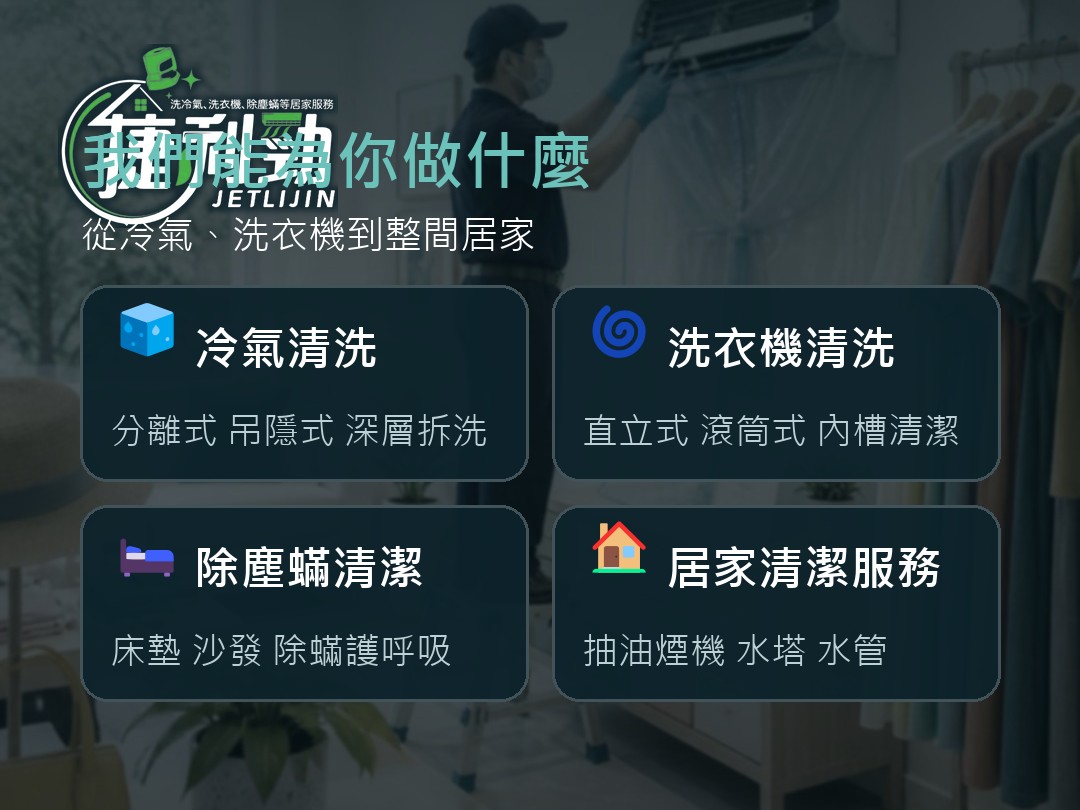 洗冷氣、洗衣機、除塵蟎等居家服務
我們能為你做什麼
JETLIJIN
從冷氣、洗衣機到整間居家
冷氣清洗
分離式 吊隱式 深層拆洗
洗衣機清洗
直立式 滾筒式 內槽清潔
除塵蟎清潔
床墊 沙發 除蟎護呼吸
居家清潔服務
抽油煙機 水塔 水管